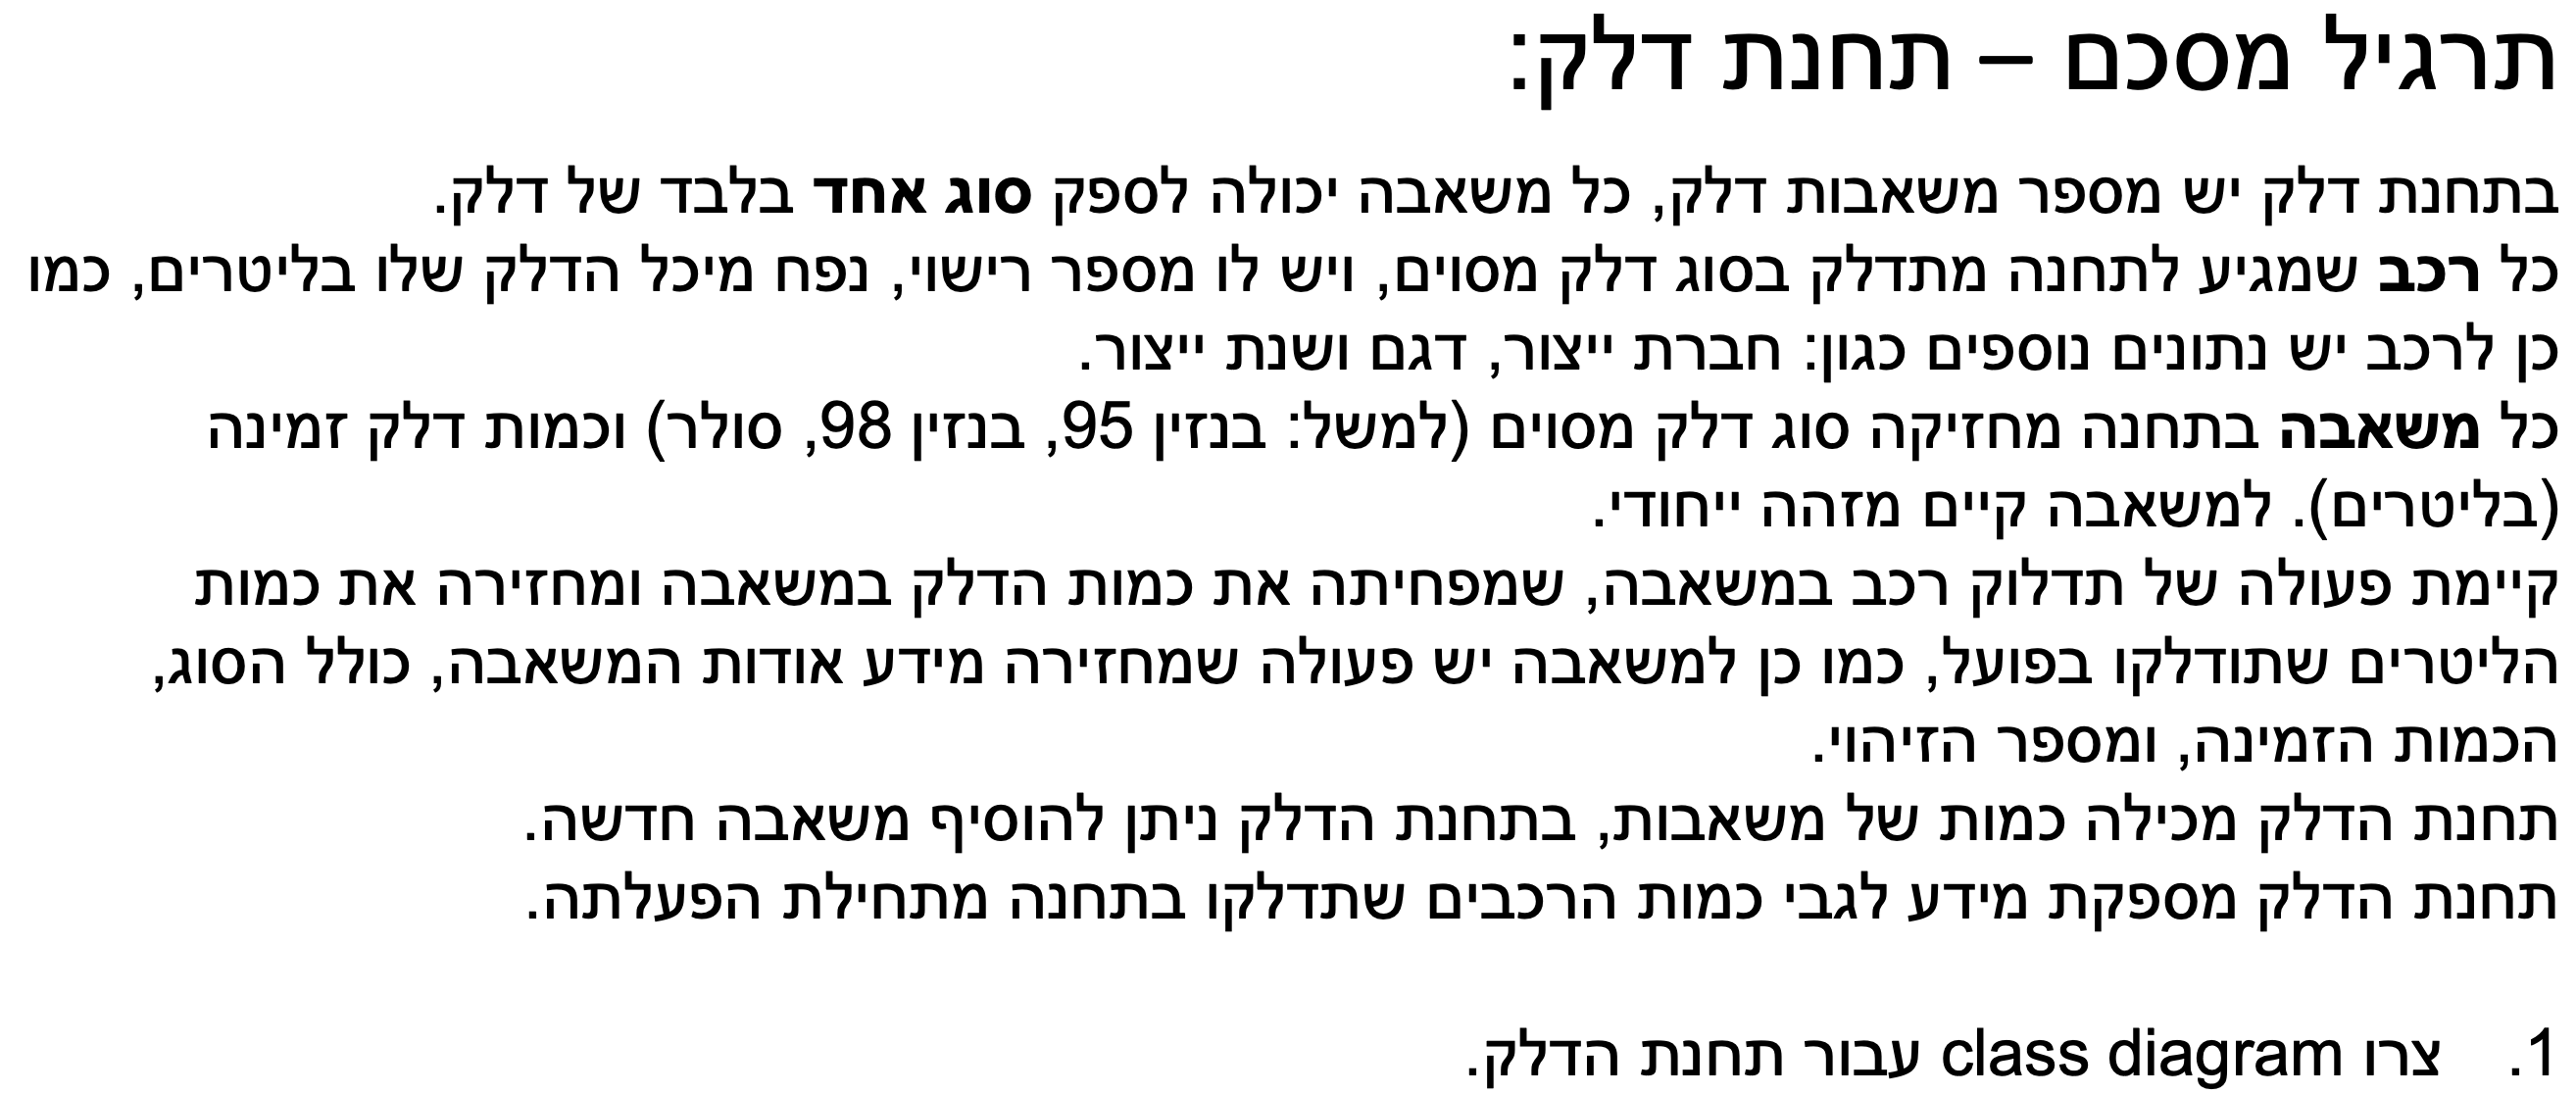 תרגיל מסכם – תחנת דלק:
בתחנת דלק יש מספר משאבות דלק, כל משאבה יכולה לספק סוג אחד בלבד של דלק.
כל רכב שמגיע לתחנה מתדלק בסוג דלק מסוים, ויש לו מספר רישוי, נפח מיכל הדלק שלו בליטרים, כמו
כן לרכב יש נתונים נוספים כגון: חברת ייצור, דגם ושנת ייצור.
כל משאבה בתחנה מחזיקה סוג דלק מסוים (למשל: בנזין 95, בנזין 98, סולר) וכמות דלק זמינה
(בליטרים). למשאבה קיים מזהה ייחודי.
קיימת פעולה של תדלוק רכב במשאבה, שמפחיתה את כמות הדלק במשאבה ומחזירה את כמות
הליטרים שתודלקו בפועל, כמו כן למשאבה יש פעולה שמחזירה מידע אודות המשאבה, כולל הסוג,
הכמות הזמינה, ומספר הזיהוי.
תחנת הדלק מכילה כמות של משאבות, בתחנת הדלק ניתן להוסיף משאבה חדשה.
תחנת הדלק מספקת מידע לגבי כמות הרכבים שתדלקו בתחנה מתחילת הפעלתה.
1. צרו class diagram עבור תחנת הדלק.